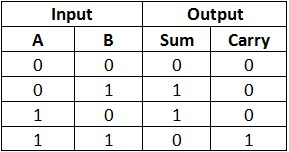 Input Output
A B Sum Carry
0 0 0 0
0 1 1 0
1 0 1 0
1 1 0 1